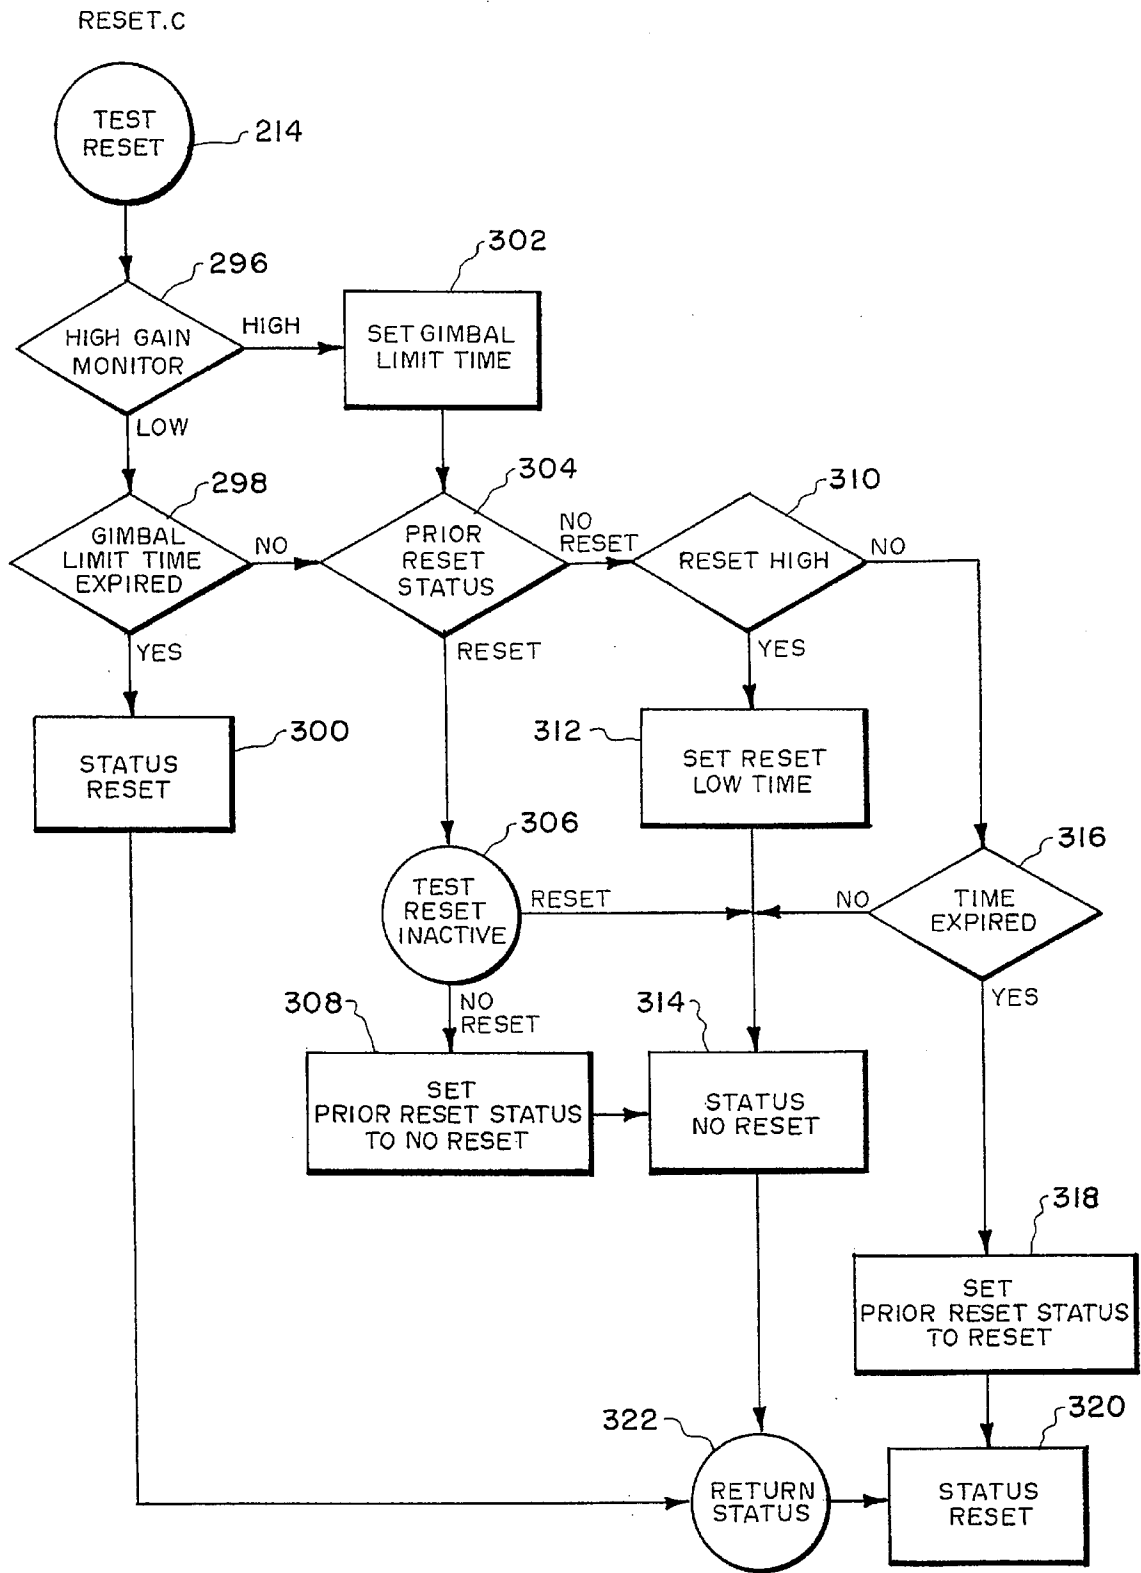 RESET.C
TEST
RESET
214
296
HIGH GAIN
MONITOR
HIGH
LOW
302
SET GIMBAL
LIMIT TIME
298
GIMBAL
LIMIT TIME
EXPIRED
NO
YES
304
PRIOR
RESET
STATUS
NO
RESET
RESET
310
RESET HIGH
NO
YES
300
STATUS
RESET
312
SET RESET
LOW TIME
306
TEST
RESET
INACTIVE
RESET
NO
RESET
316
TIME
EXPIRED
NO
YES
308
SET
PRIOR RESET STATUS
TO NO RESET
314
STATUS
NO RESET
318
SET
PRIOR RESET STATUS
TO RESET
322
RETURN
STATUS
320
STATUS
RESET